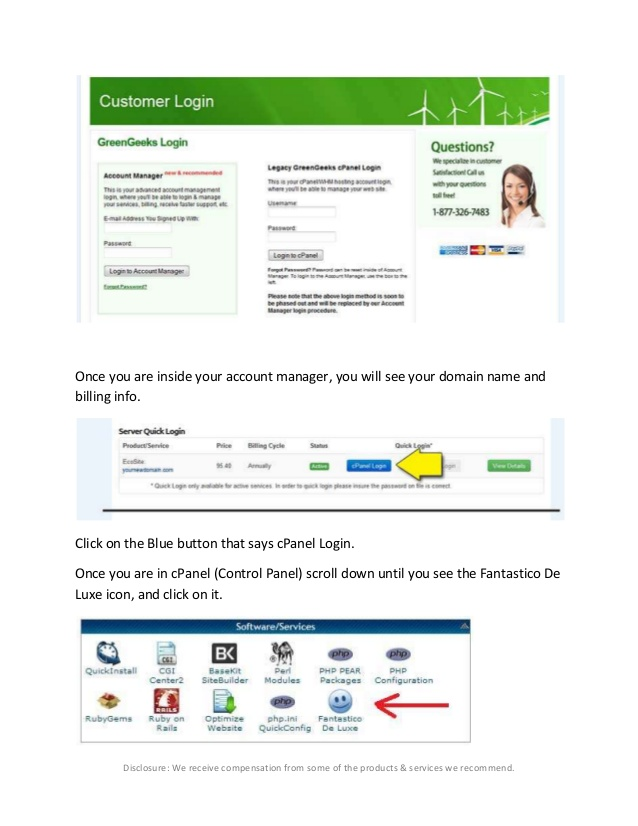 Customer Login
GreenGeeks Login
Account Manager new & recommended
This is your advanced account management
login, where you'll be able to login & manage
your services, billing, receive faster support, etc.
E-mail Address You Signed Up With:
Password:
Login to Account Manager
Forgot Password?
Legacy GreenGeeks cPanel Login
This is your cPanel/WHM hosting account login,
where you'll be able to manage your web site.
Username:
Password:
Login to cPanel
Forgot Password? Password can be reset inside of Account
Manager. To login to the Account Manager, use the box to the
left.
Please note that the above login method is soon to
be phased out and will be replaced by our Account
Manager login procedure.
Questions?
We specialize in customer
Satisfaction! Call us
with your questions
toll free!
1-877-326-7483
Once you are inside your account manager, you will see your domain name and
billing info.
Server Quick Login
Product/Service Price Billing Cycle Status Quick Login*
EcoSite Annually Active cPanel Login View Details
yournewdomain.com
* Quick Login only available for active services. In order to quick login please insure the password on file is correct.
Click on the Blue button that says cPanel Login.
Once you are in cPanel (Control Panel) scroll down until you see the Fantastico De
Luxe icon, and click on it.
Software/Services
QuickInstall CGI BaseKit Perl PHP PEAR PHP
Center2 SiteBuilder Modules Packages Configuration
RubyGems Ruby on Optimize php.ini Fantastico
Rails Website QuickConfig De Luxe
Disclosure: We receive compensation from some of the products & services we recommend.